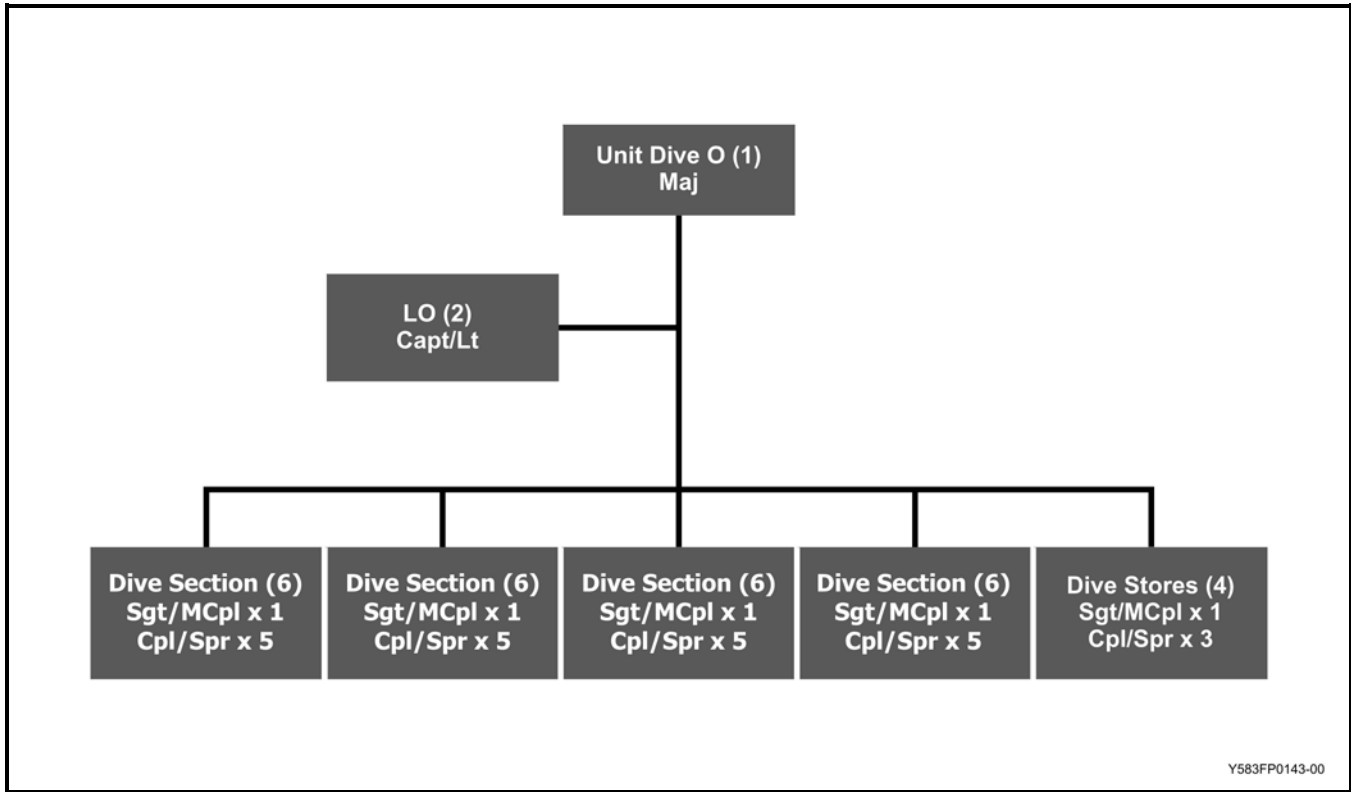 Unit Dive O (1)
Maj
LO (2)
Capt/Lt
Dive Section (6)
Sgt/MCpl x 1
Cpl/Spr x 5
Dive Section (6)
Sgt/MCpl x 1
Cpl/Spr x 5
Dive Section (6)
Sgt/MCpl x 1
Cpl/Spr x 5
Dive Section (6)
Sgt/MCpl x 1
Cpl/Spr x 5
Dive Stores (4)
Sgt/MCpl x 1
Cpl/Spr x 3
Y583FP0143-00